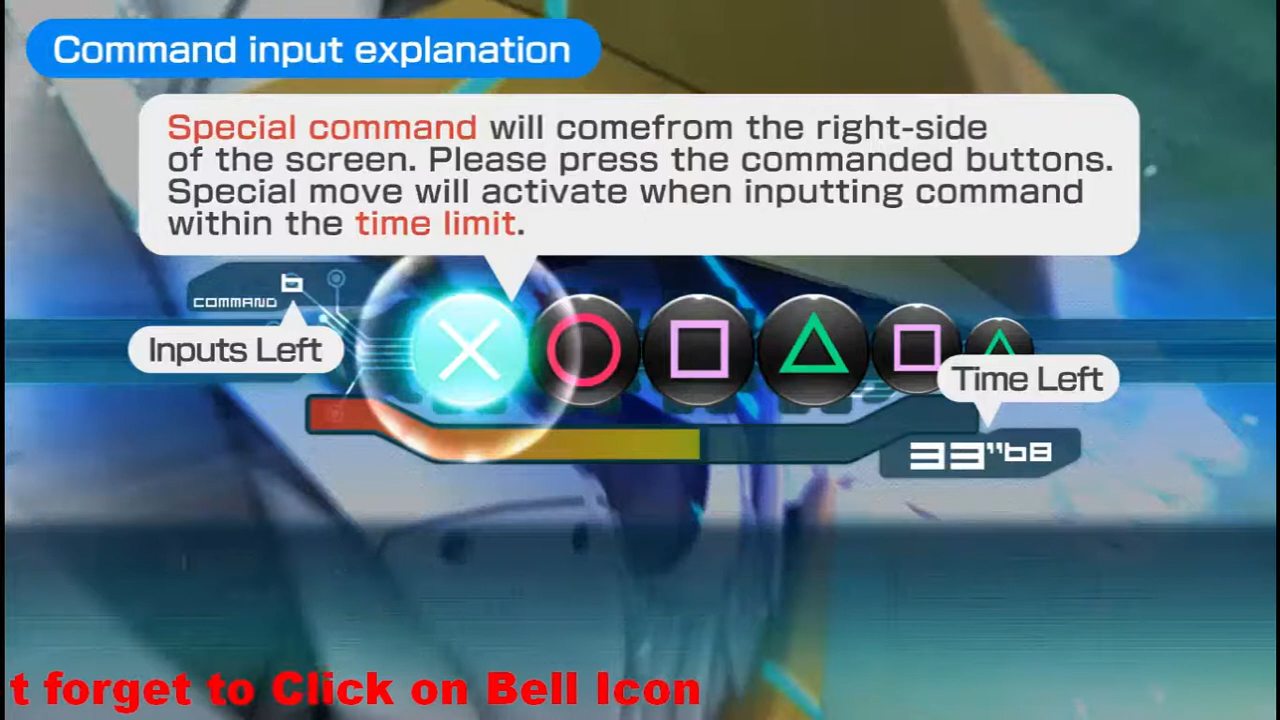 Command input explanation
Special command will comefrom the right-side
of the screen. Please press the commanded buttons.
Special move will activate when inputting command
within the time limit.
6
COMMAND
Inputs Left
Time Left
33"68
t forget to Click on Bell Icon